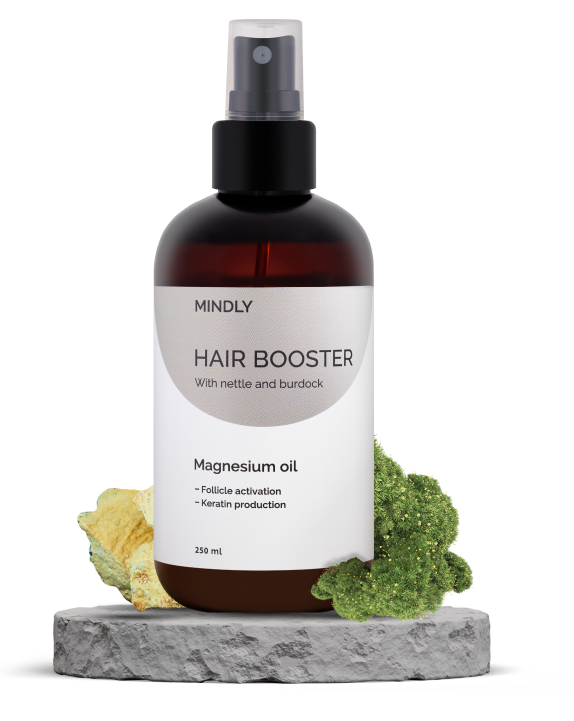 MINDLY
HAIR BOOSTER
With nettle and burdock
Magnesium oil
– Follicle activation
– Keratin production
250 ml